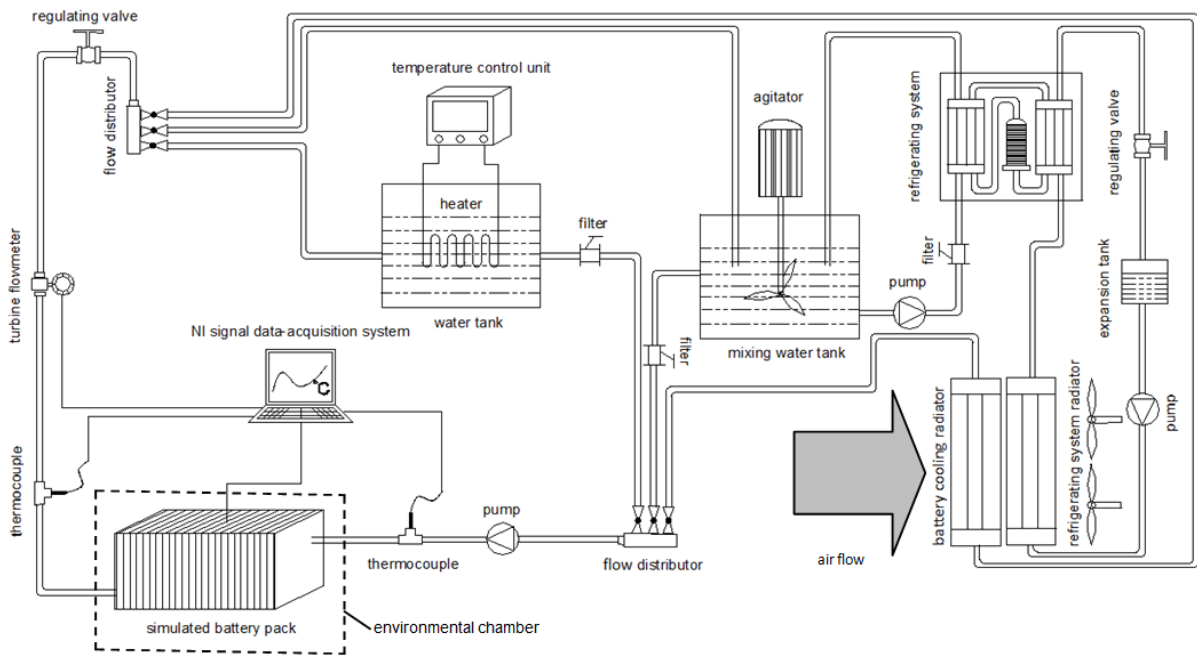 regulating valve
flow distributor
temperature control unit
agitator
refrigerating system
regulating valve
heater
filter
filter
turbine flowmeter
water tank
pump
expansion tank
NI signal data-acquisition system
mixing water tank
filter
°C
battery cooling radiator
refrigerating system radiator
pump
thermocouple
pump
thermocouple
flow distributor
air flow
simulated battery pack
environmental chamber